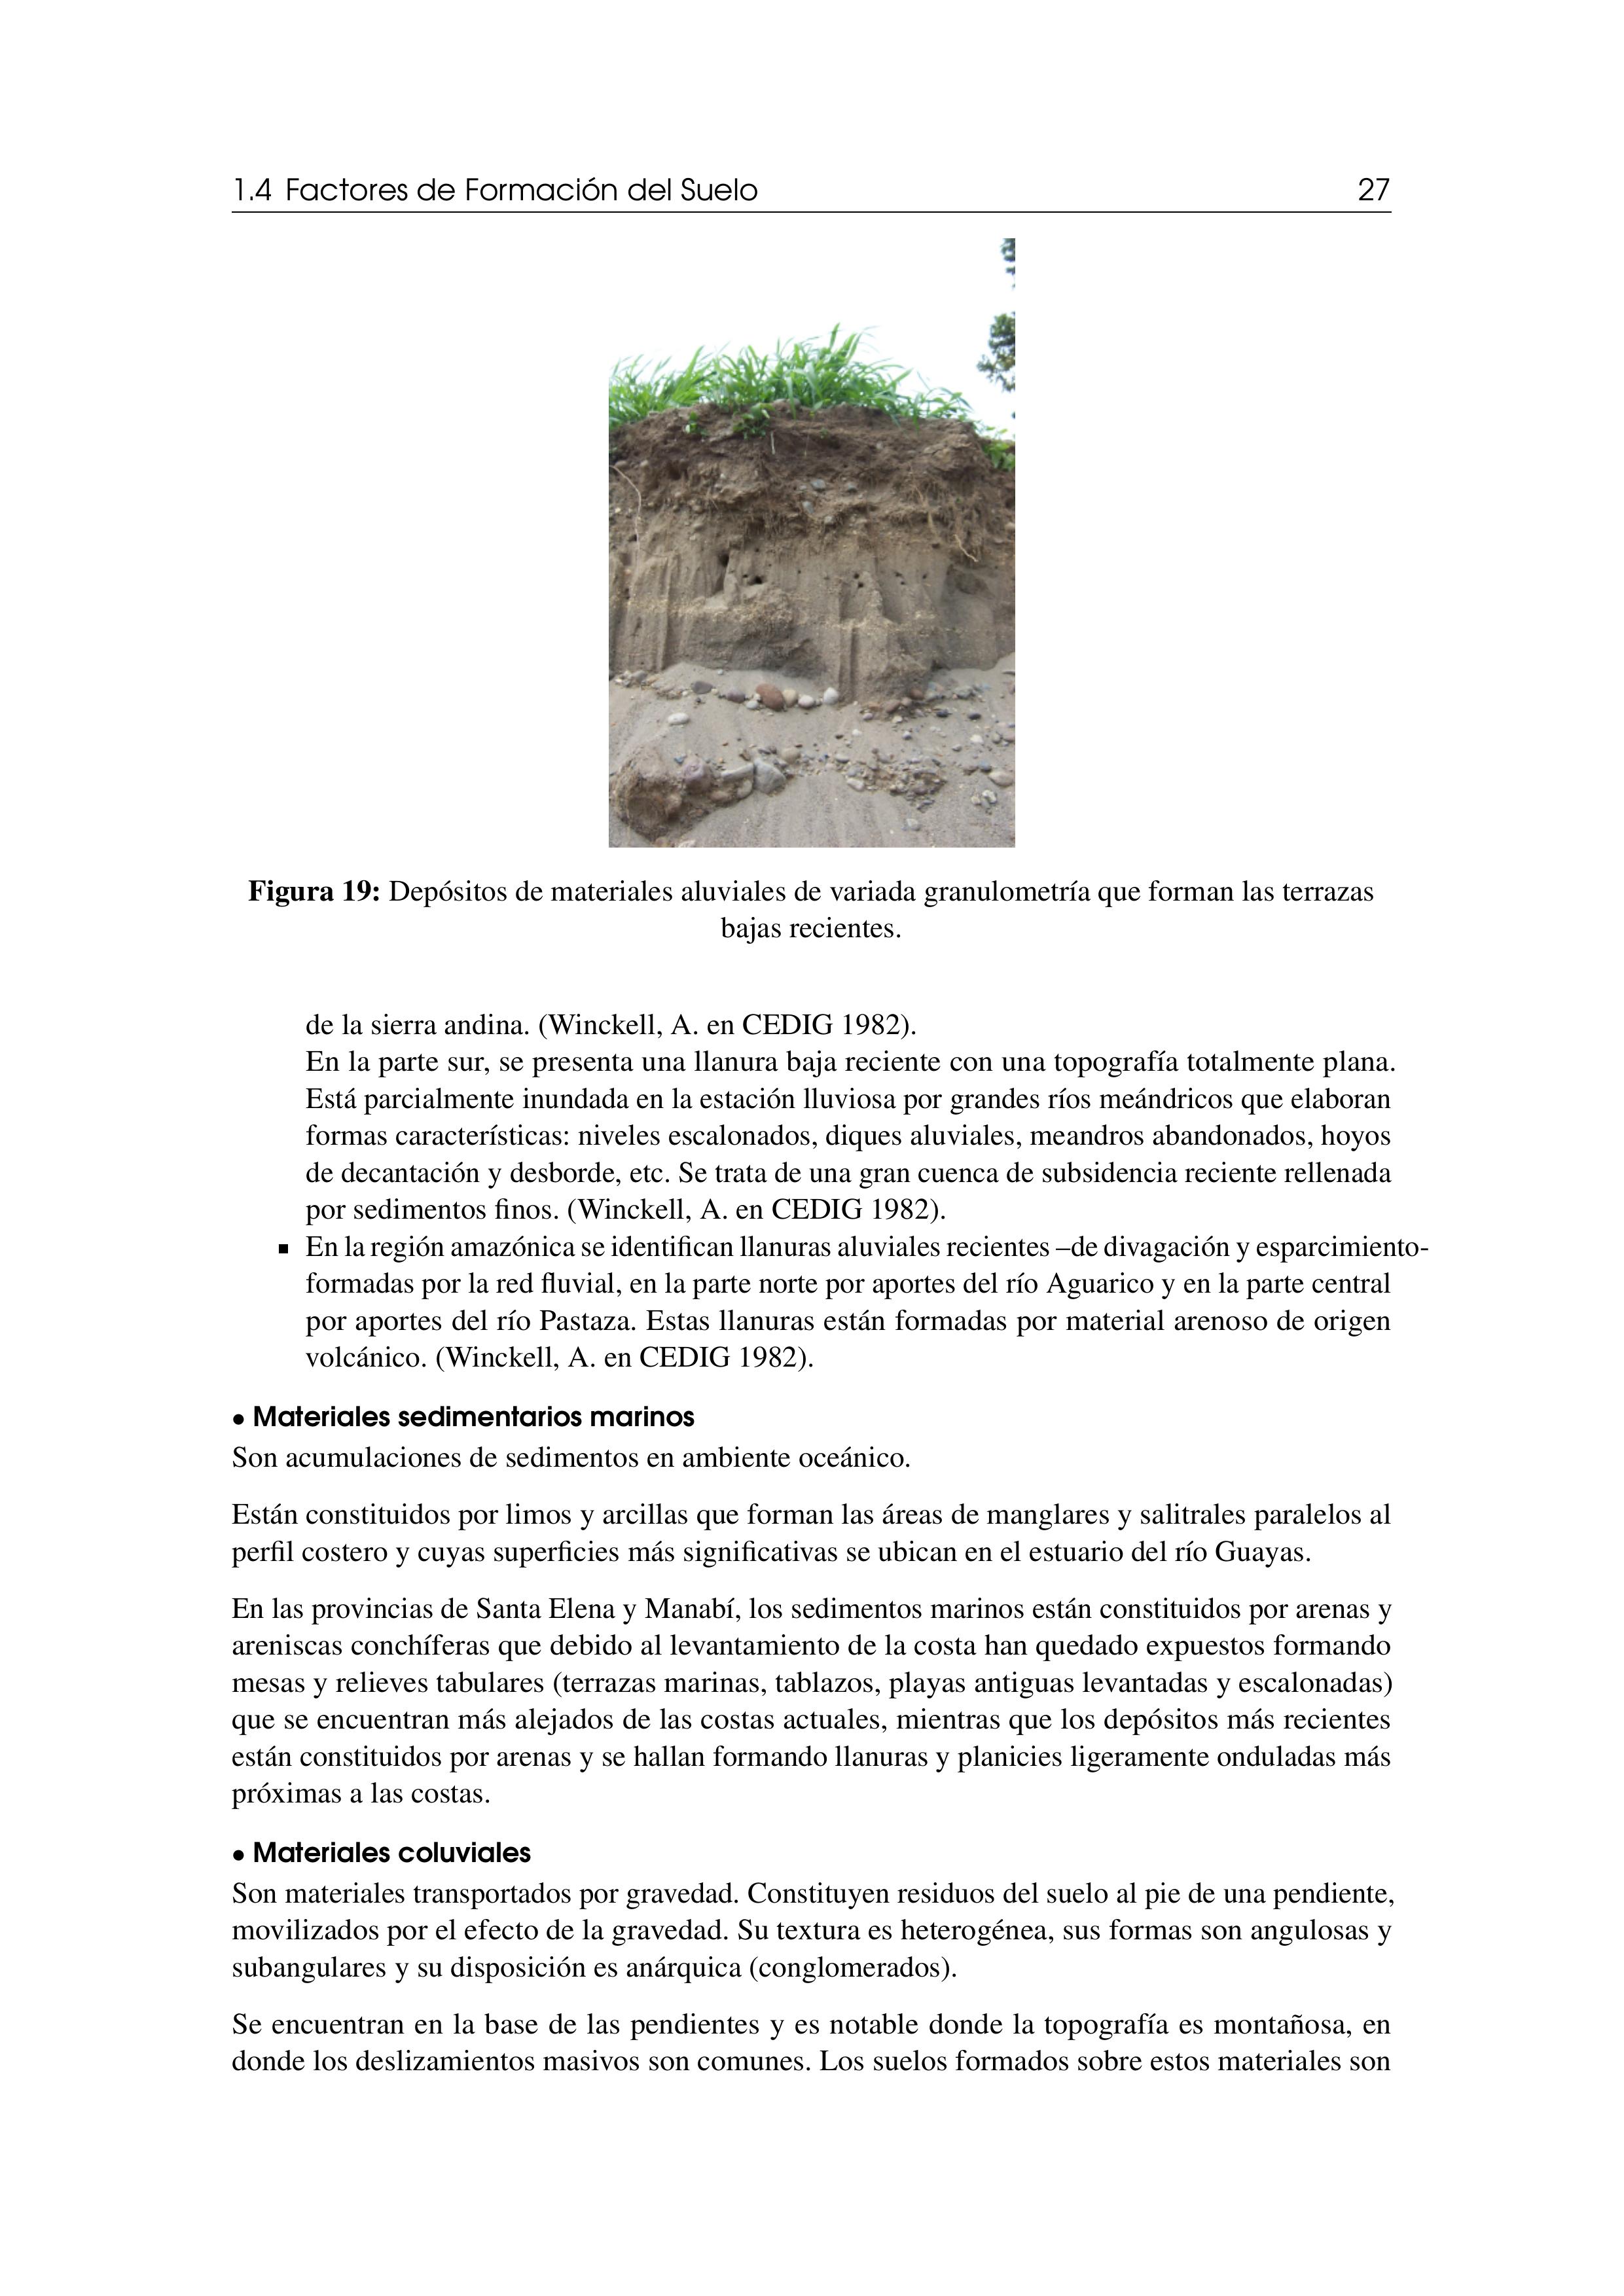 1.4 Factores de Formación del Suelo 27
Figura 19: Depósitos de materiales aluviales de variada granulometría que forman las terrazas
bajas recientes.
de la sierra andina. (Winckell, A. en CEDIG 1982).
En la parte sur, se presenta una llanura baja reciente con una topografía totalmente plana.
Está parcialmente inundada en la estación lluviosa por grandes ríos meándricos que elaboran
formas características: niveles escalonados, diques aluviales, meandros abandonados, hoyos
de decantación y desborde, etc. Se trata de una gran cuenca de subsidencia reciente rellenada
por sedimentos finos. (Winckell, A. en CEDIG 1982).
▪ En la región amazónica se identifican llanuras aluviales recientes –de divagación y esparcimiento-
formadas por la red fluvial, en la parte norte por aportes del río Aguarico y en la parte central
por aportes del río Pastaza. Estas llanuras están formadas por material arenoso de origen
volcánico. (Winckell, A. en CEDIG 1982).
• Materiales sedimentarios marinos
Son acumulaciones de sedimentos en ambiente oceánico.
Están constituidos por limos y arcillas que forman las áreas de manglares y salitrales paralelos al
perfil costero y cuyas superficies más significativas se ubican en el estuario del río Guayas.
En las provincias de Santa Elena y Manabí, los sedimentos marinos están constituidos por arenas y
areniscas conchíferas que debido al levantamiento de la costa han quedado expuestos formando
mesas y relieves tabulares (terrazas marinas, tablazos, playas antiguas levantadas y escalonadas)
que se encuentran más alejados de las costas actuales, mientras que los depósitos más recientes
están constituidos por arenas y se hallan formando llanuras y planicies ligeramente onduladas más
próximas a las costas.
• Materiales coluviales
Son materiales transportados por gravedad. Constituyen residuos del suelo al pie de una pendiente,
movilizados por el efecto de la gravedad. Su textura es heterogénea, sus formas son angulosas y
subangulares y su disposición es anárquica (conglomerados).
Se encuentran en la base de las pendientes y es notable donde la topografía es montañosa, en
donde los deslizamientos masivos son comunes. Los suelos formados sobre estos materiales son